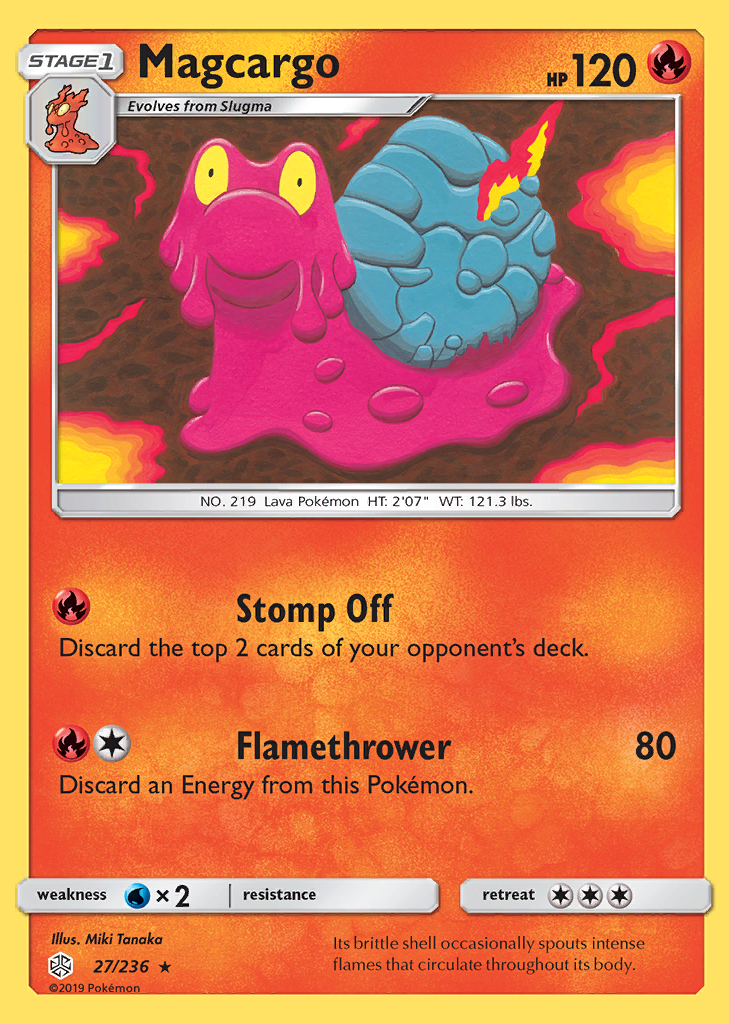 STAGE1 Magcargo HP 120
Evolves from Slugma
NO. 219 Lava Pokémon HT: 2'07" WT: 121.3 lbs.
Stomp Off
Discard the top 2 cards of your opponent's deck.
Flamethrower 80
Discard an Energy from this Pokémon.
weakness × 2 resistance retreat
Illus. Miki Tanaka
27/236 ★
©2019 Pokémon
Its brittle shell occasionally spouts intense
flames that circulate throughout its body.